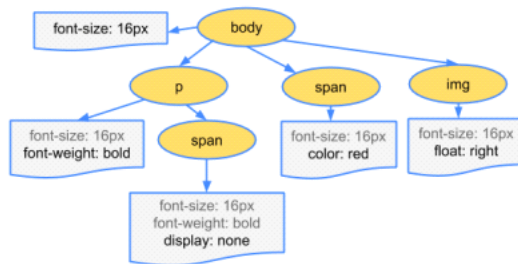 body
font-size: 16px
p
span
img
font-size: 16px
font-weight: bold
span
font-size: 16px
color: red
font-size: 16px
float: right
font-size: 16px
font-weight: bold
display: none